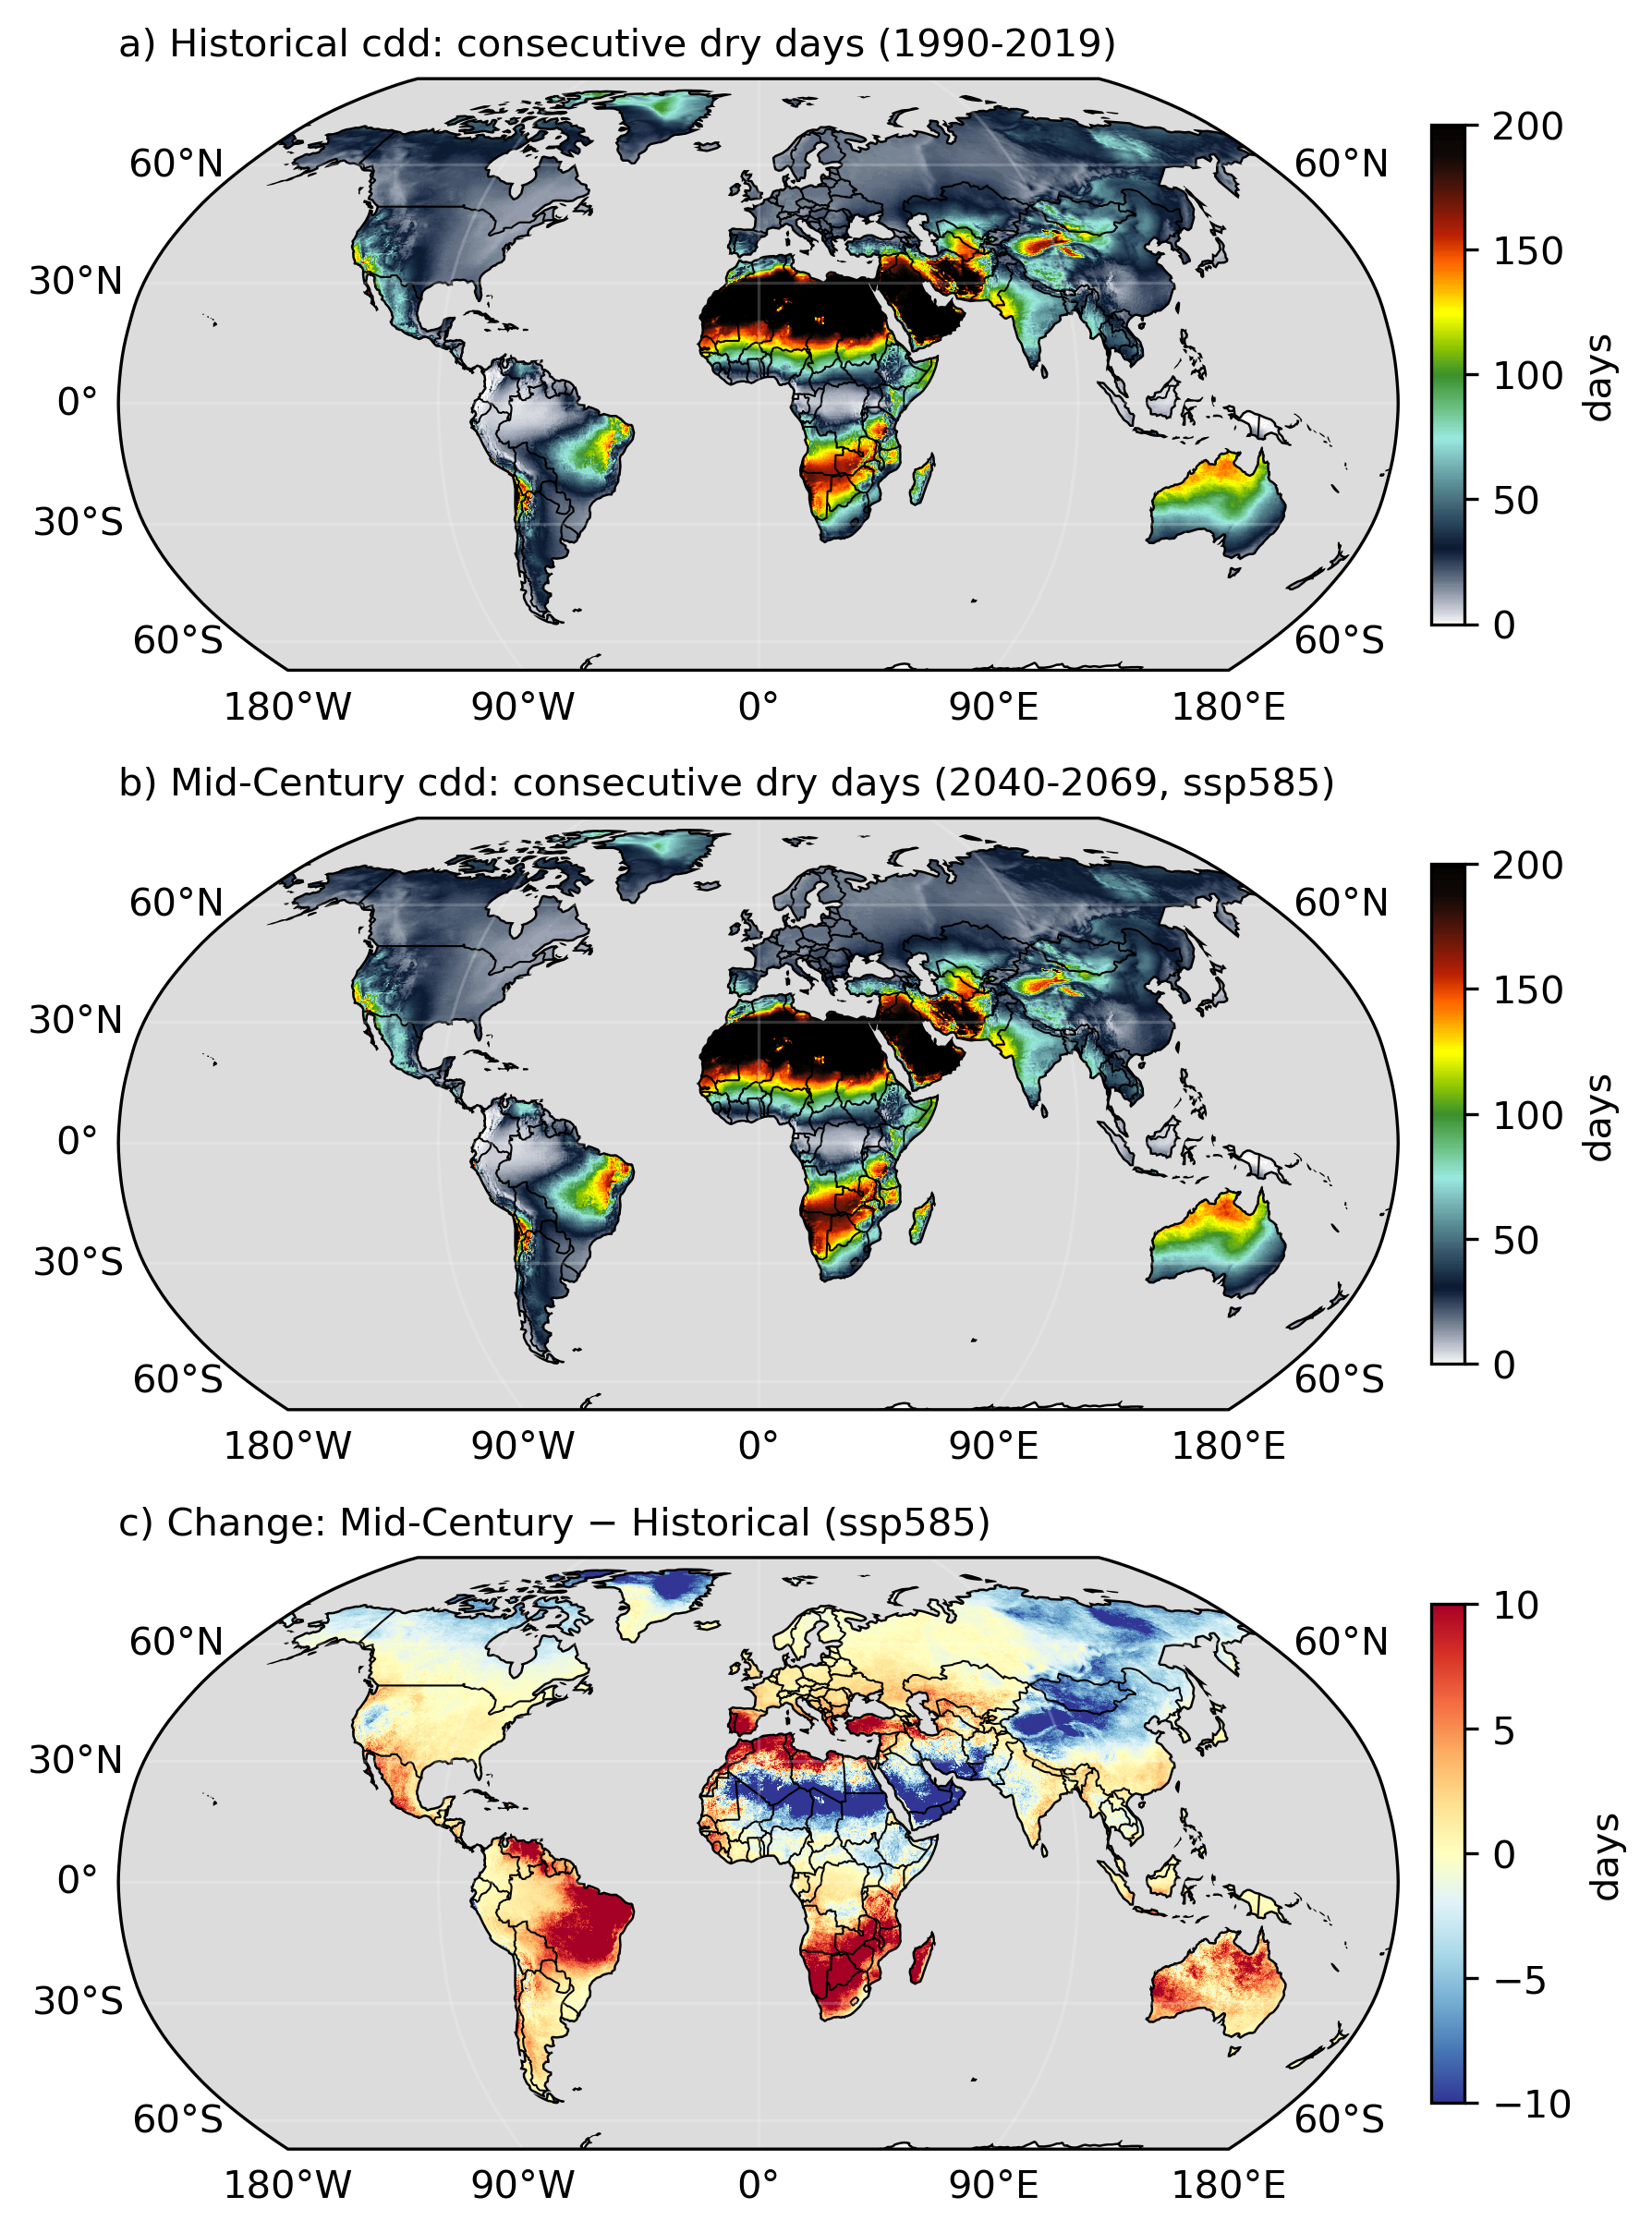 a) Historical cdd: consecutive dry days (1990-2019)
60°N
60°N
30°N
0°
30°S
60°S
60°S
180°W 90°W 0° 90°E 180°E
200
150
100
50
0
days
b) Mid-Century cdd: consecutive dry days (2040-2069, ssp585)
60°N
60°N
30°N
0°
30°S
60°S
60°S
180°W 90°W 0° 90°E 180°E
200
150
100
50
0
days
c) Change: Mid-Century − Historical (ssp585)
60°N
60°N
30°N
0°
30°S
60°S
60°S
180°W 90°W 0° 90°E 180°E
10
5
0
−5
−10
days